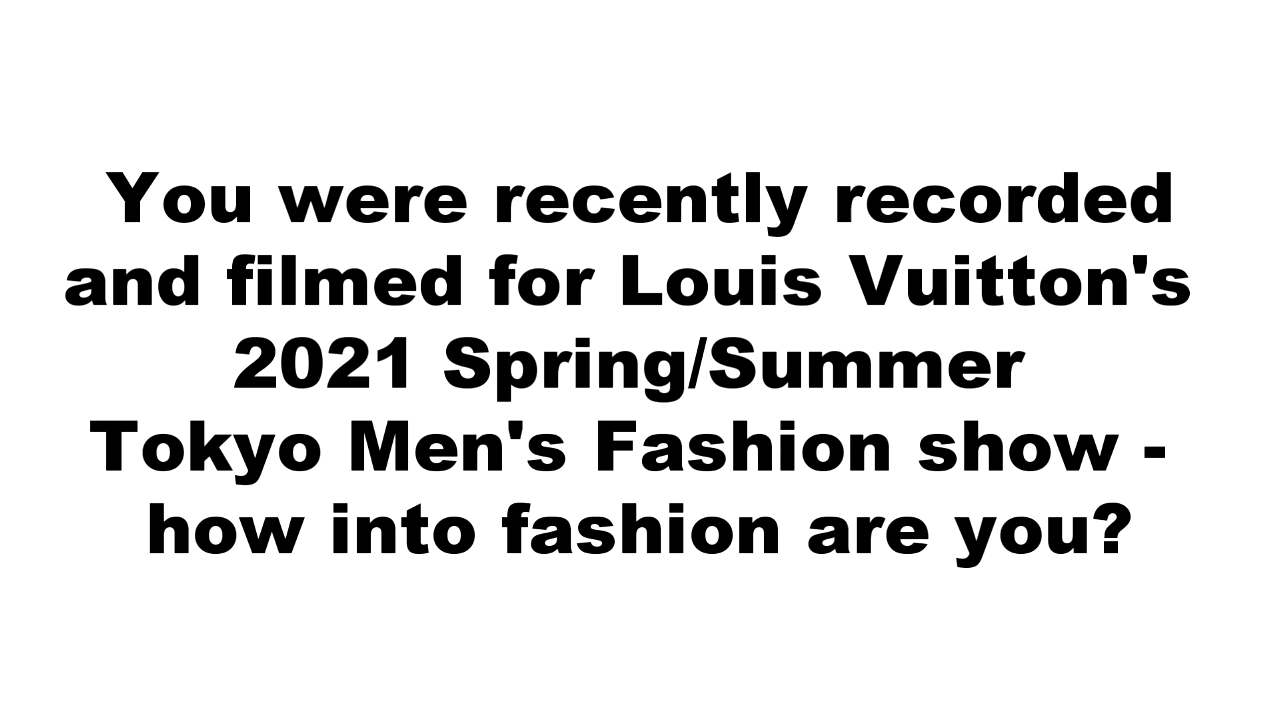 You were recently recorded
and filmed for Louis Vuitton's
2021 Spring/Summer
Tokyo Men's Fashion show -
how into fashion are you?